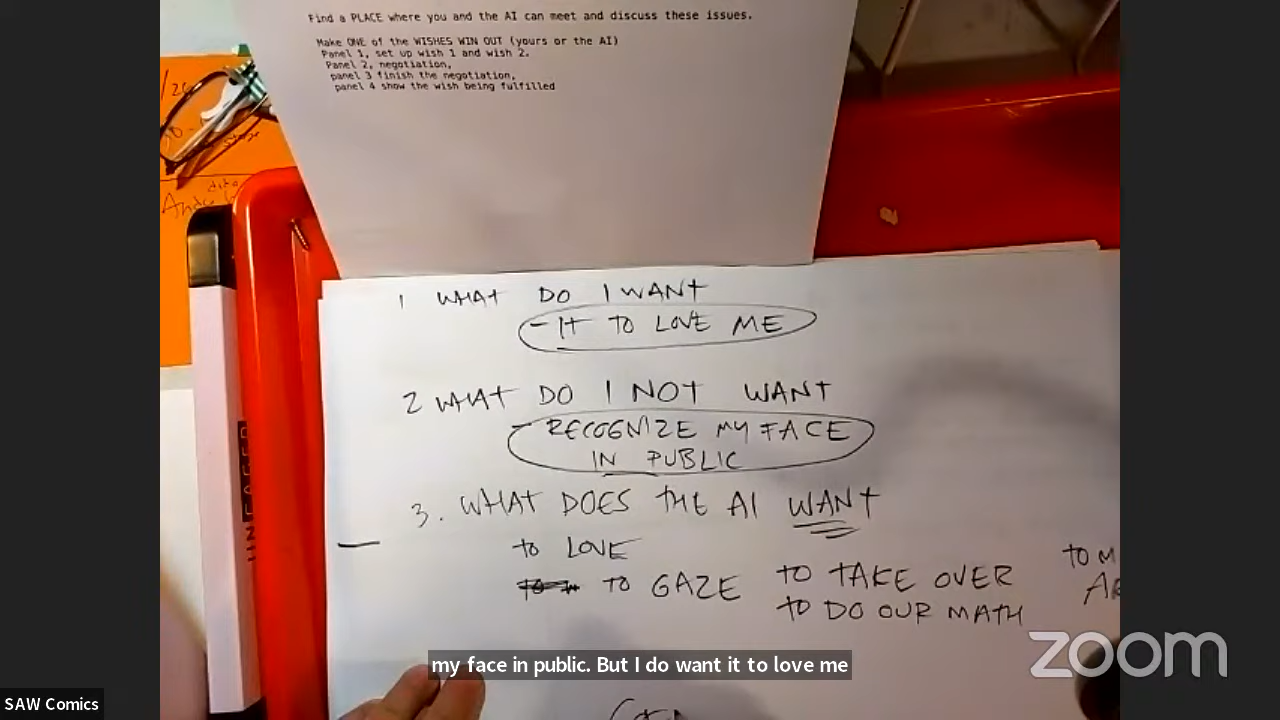 Find a PLACE where you and the AI can meet and discuss these issues.
Make ONE of the WISHES WIN OUT (yours or the AI)
Panel 1, set up wish 1 and wish 2.
Panel 2, negotiation,
panel 3 finish the negotiation,
panel 4 show the wish being fulfilled
1 WHAT DO I WANT
- IT TO LOVE ME
2 WHAT DO I NOT WANT
- RECOGNIZE MY FACE
IN PUBLIC
3. WHAT DOES THE AI WANT
TO LOVE
TO GAZE
TO TAKE OVER
TO DO OUR MATH
TO M
AR
my face in public. But I do want it to love me
zoom
SAW Comics